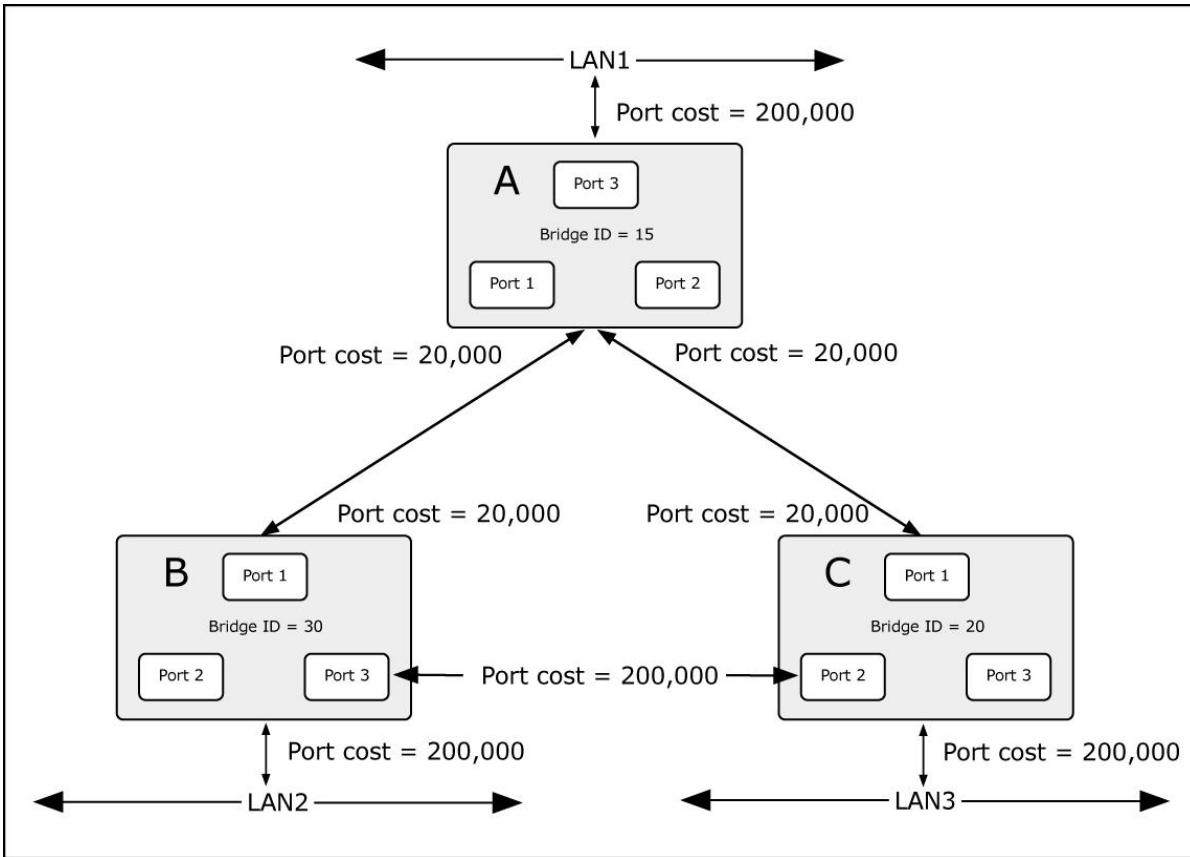 LAN1
Port cost = 200,000
A
Port 3
Bridge ID = 15
Port 1
Port 2
Port cost = 20,000
Port cost = 20,000
Port cost = 20,000
Port cost = 20,000
B
Port 1
Bridge ID = 30
Port 2
Port 3
C
Port 1
Bridge ID = 20
Port 2
Port 3
Port cost = 200,000
Port cost = 200,000
LAN2
Port cost = 200,000
LAN3